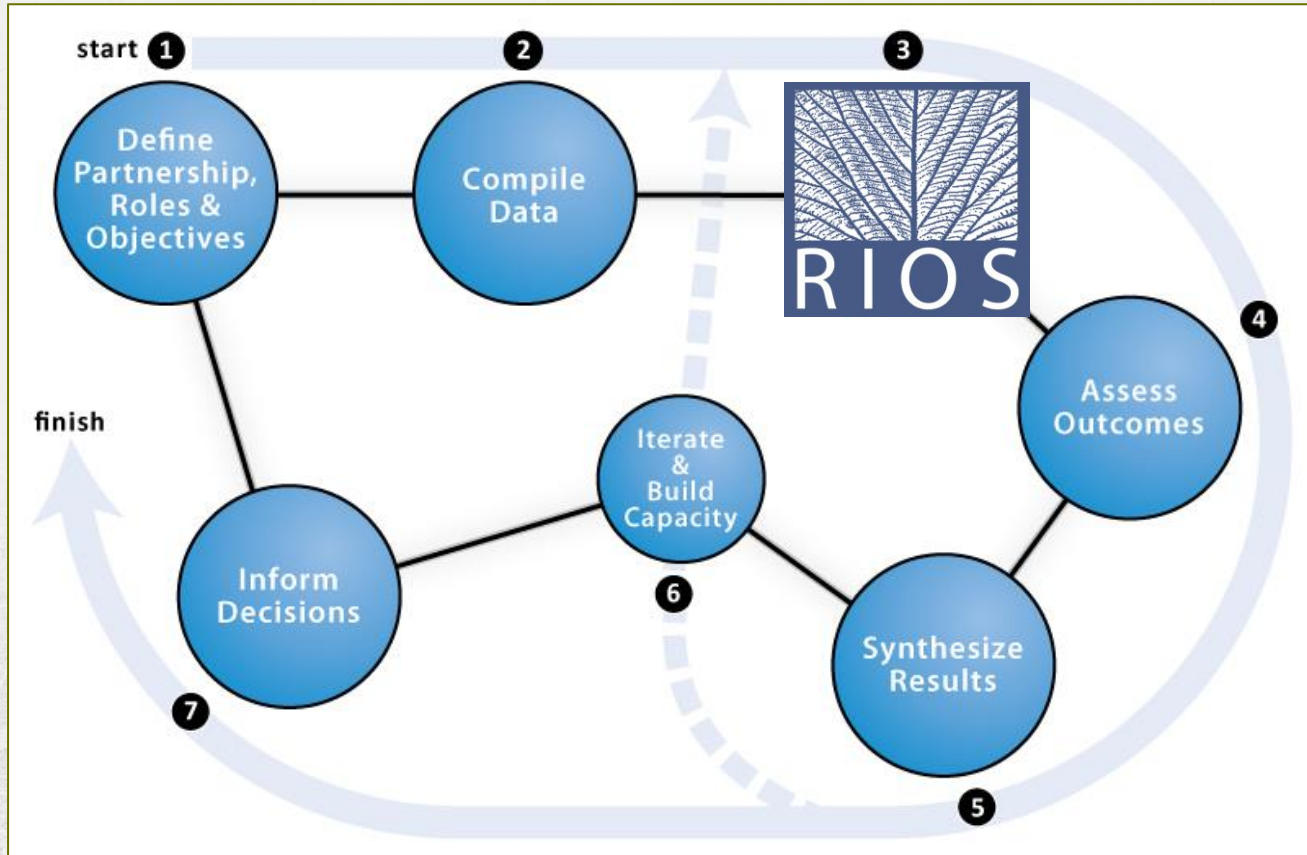 start 1
2
3
Define
Partnership,
Roles &
Objectives
Compile
Data
RIOS
4
Assess
Outcomes
5
Synthesize
Results
Iterate
&
Build
Capacity
6
Inform
Decisions
7
finish